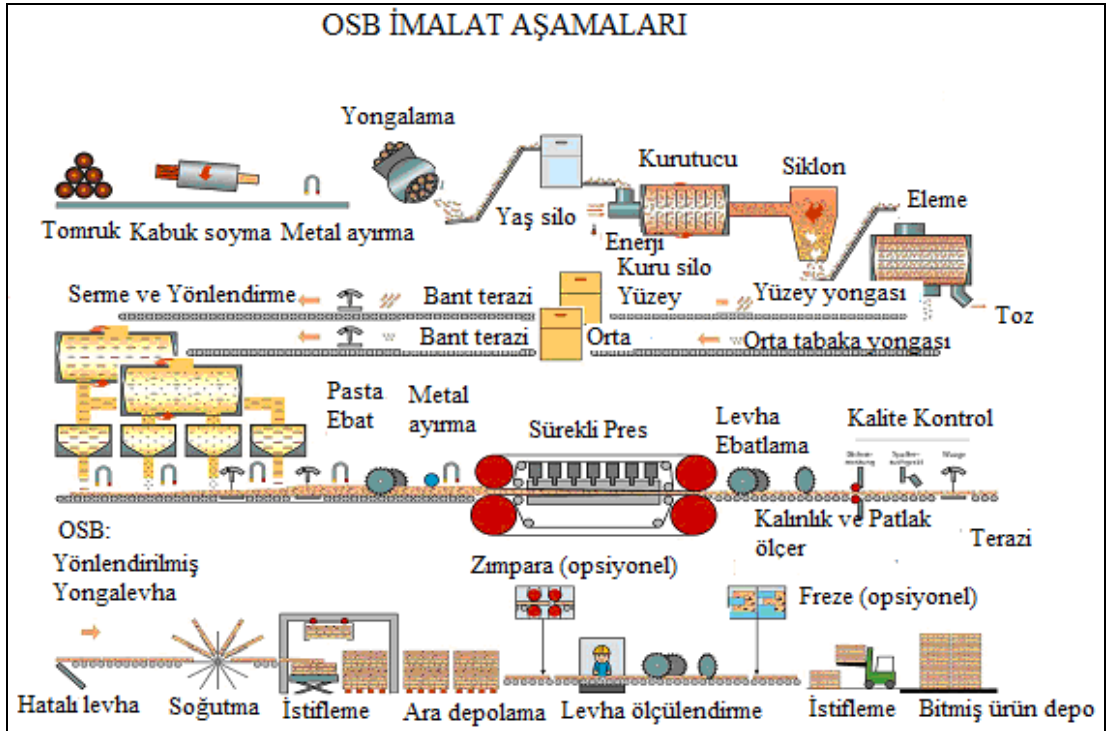 OSB İMALAT AŞAMALARI
Yongalama
Kurutucu
Siklon
Eleme
Tomruk
Kabuk soyma
Metal ayırma
Yaş silo
Enerji
Kuru silo
Serme ve Yönlendirme
Bant terazi
Yüzey
Yüzey yongası
Toz
Bant terazi
Orta
Orta tabaka yongası
Pasta
Ebat
Metal
ayırma
Sürekli Pres
Levha
Ebatlama
Kalite Kontrol
Kalınlık ve Patlak
ölçer
Terazi
OSB:
Yönlendirilmiş
Yongalevha
Zımpara (opsiyonel)
Freze (opsiyonel)
Hatalı levha
Soğutma
İstifleme
Ara depolama
Levha ölçülendirme
İstifleme
Bitmiş ürün depo